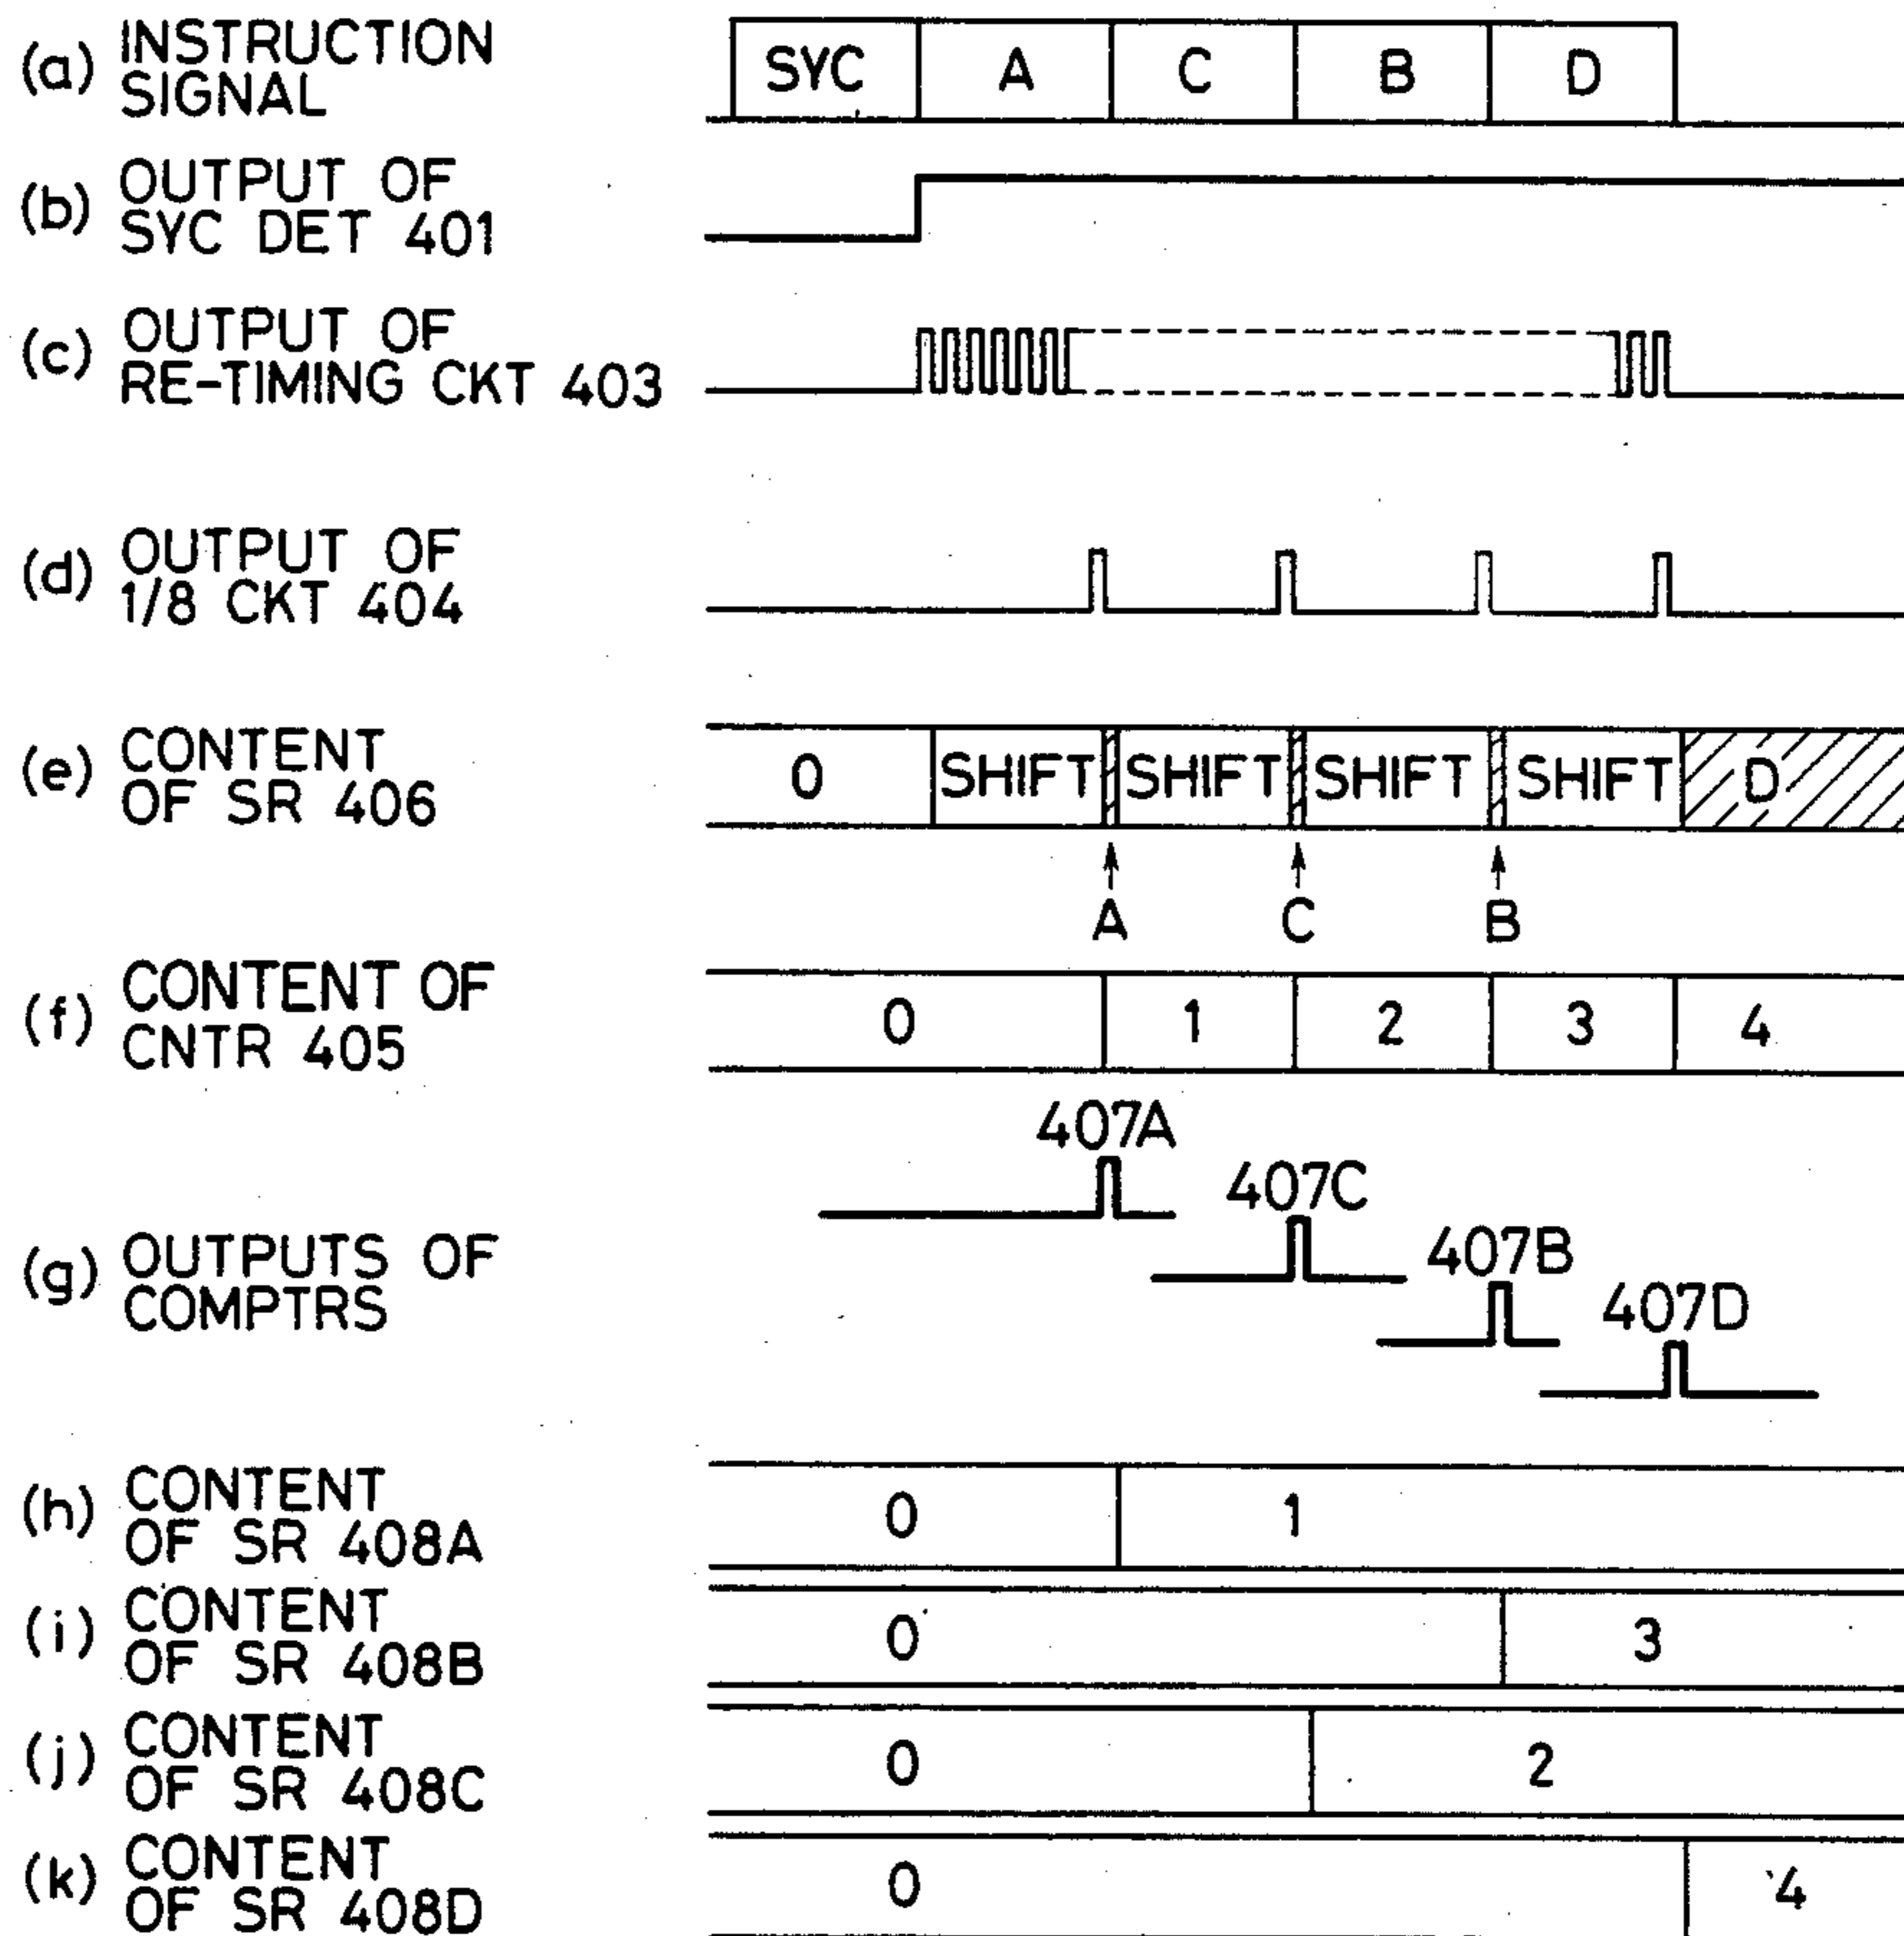 (a) INSTRUCTION
SIGNAL
SYC A C B D
(b) OUTPUT OF
SYC DET 401
(c) OUTPUT OF
RE-TIMING CKT 403
(d) OUTPUT OF
1/8 CKT 404
(e) CONTENT
OF SR 406
0 SHIFT SHIFT SHIFT SHIFT D
A C B
(f) CONTENT OF
CNTR 405
0 1 2 3 4
(g) OUTPUTS OF
COMPTRS
407A
407C
407B
407D
(h) CONTENT
OF SR 408A
0 1
(i) CONTENT
OF SR 408B
0 3
(j) CONTENT
OF SR 408C
0 2
(k) CONTENT
OF SR 408D
0 4